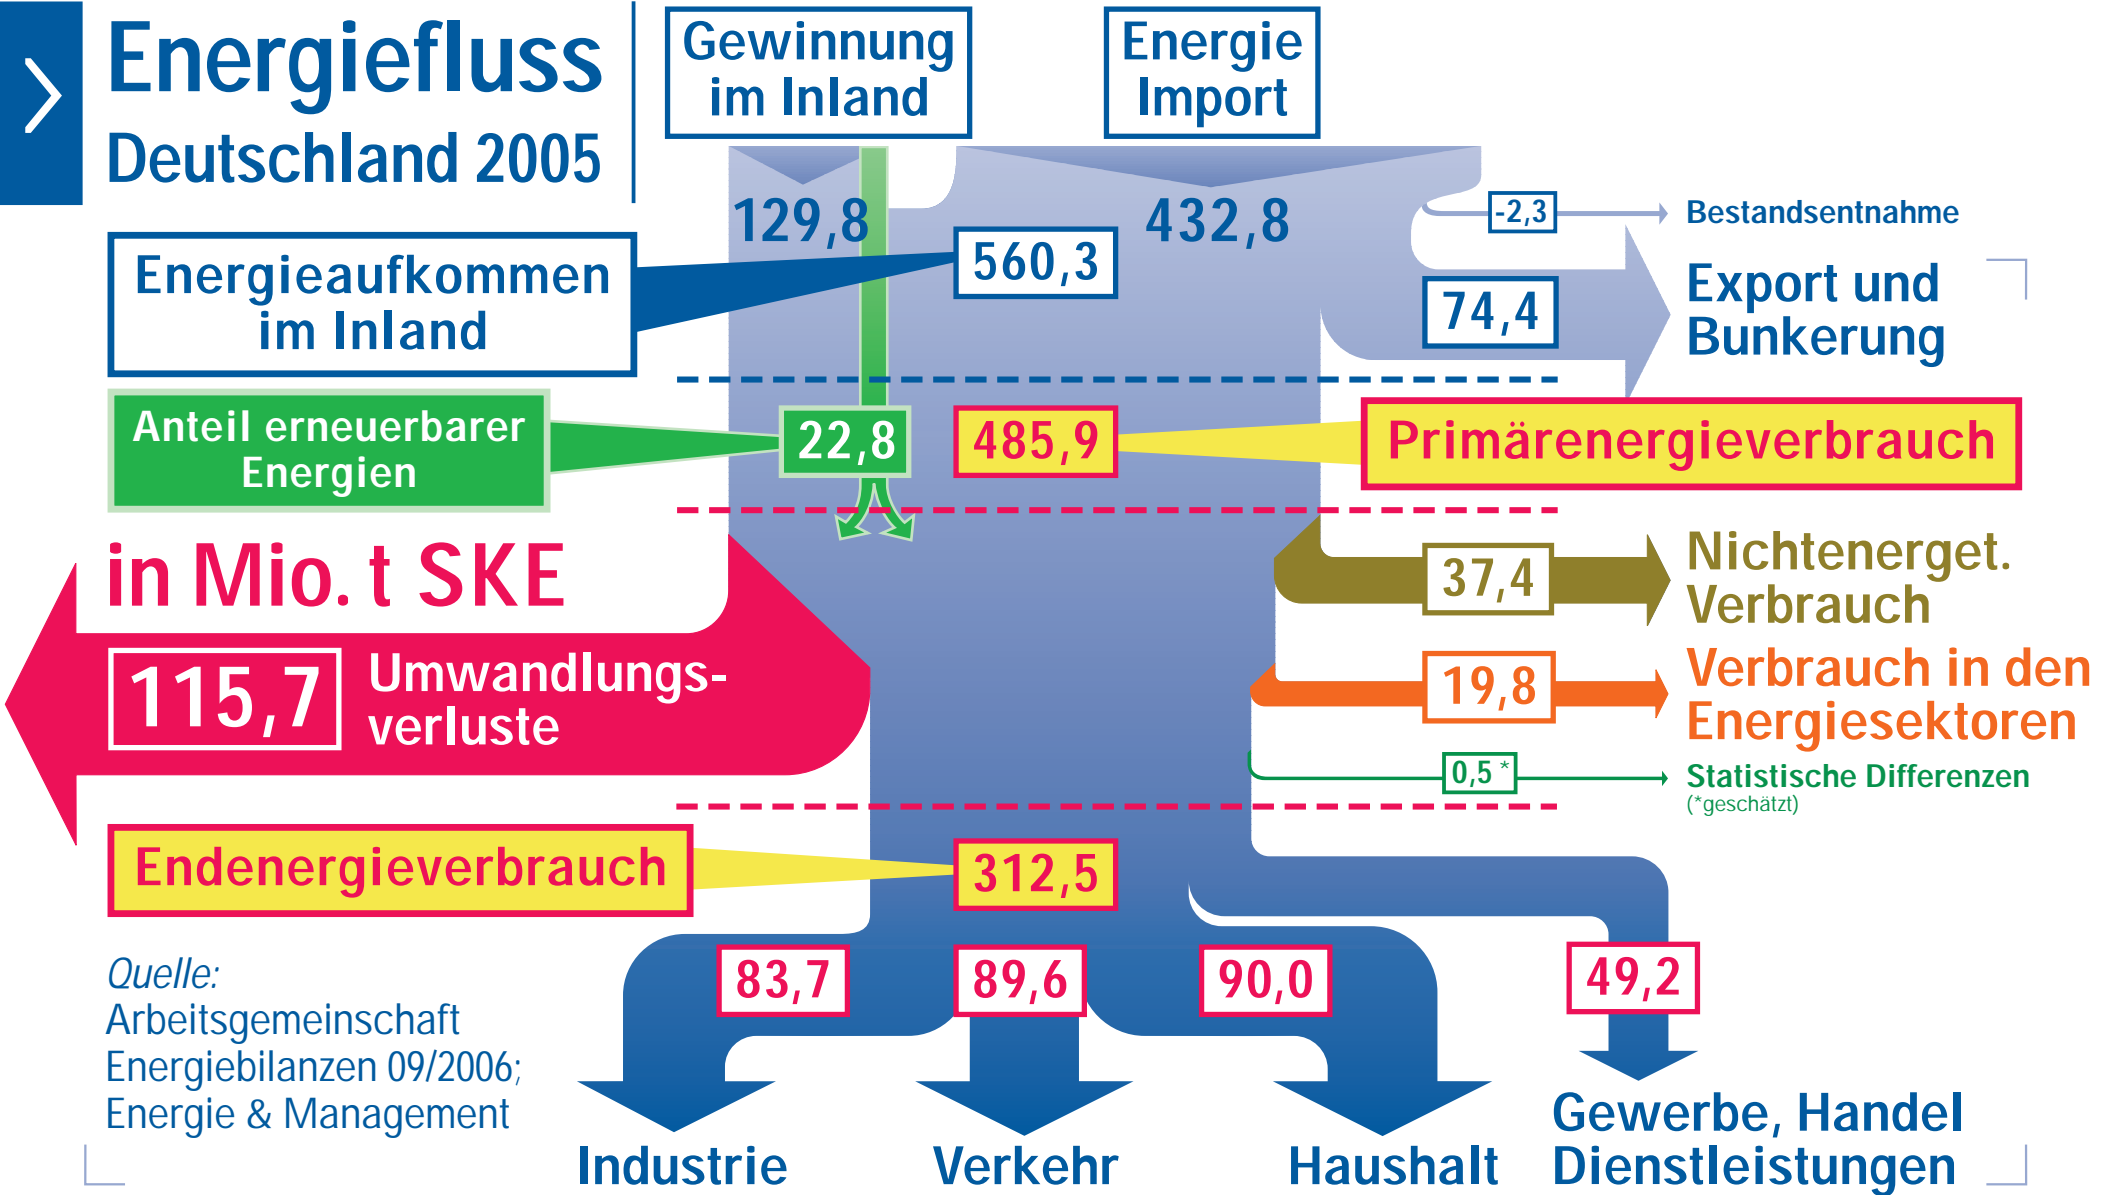 Energiefluss
Deutschland 2005
Gewinnung
im Inland
Energie
Import
129,8
432,8
-2,3
Bestandsentnahme
Energieaufkommen
im Inland
560,3
74,4
Export und
Bunkerung
Anteil erneuerbarer
Energien
22,8
485,9
Primärenergieverbrauch
in Mio. t SKE
37,4
Nichtenerget.
Verbrauch
115,7
Umwandlungs-
verluste
19,8
Verbrauch in den
Energiesektoren
0,5 *
Statistische Differenzen
(*geschätzt)
Endenergieverbrauch
312,5
83,7
89,6
90,0
49,2
Quelle:
Arbeitsgemeinschaft
Energiebilanzen 09/2006;
Energie & Management
Industrie
Verkehr
Haushalt
Gewerbe, Handel
Dienstleistungen